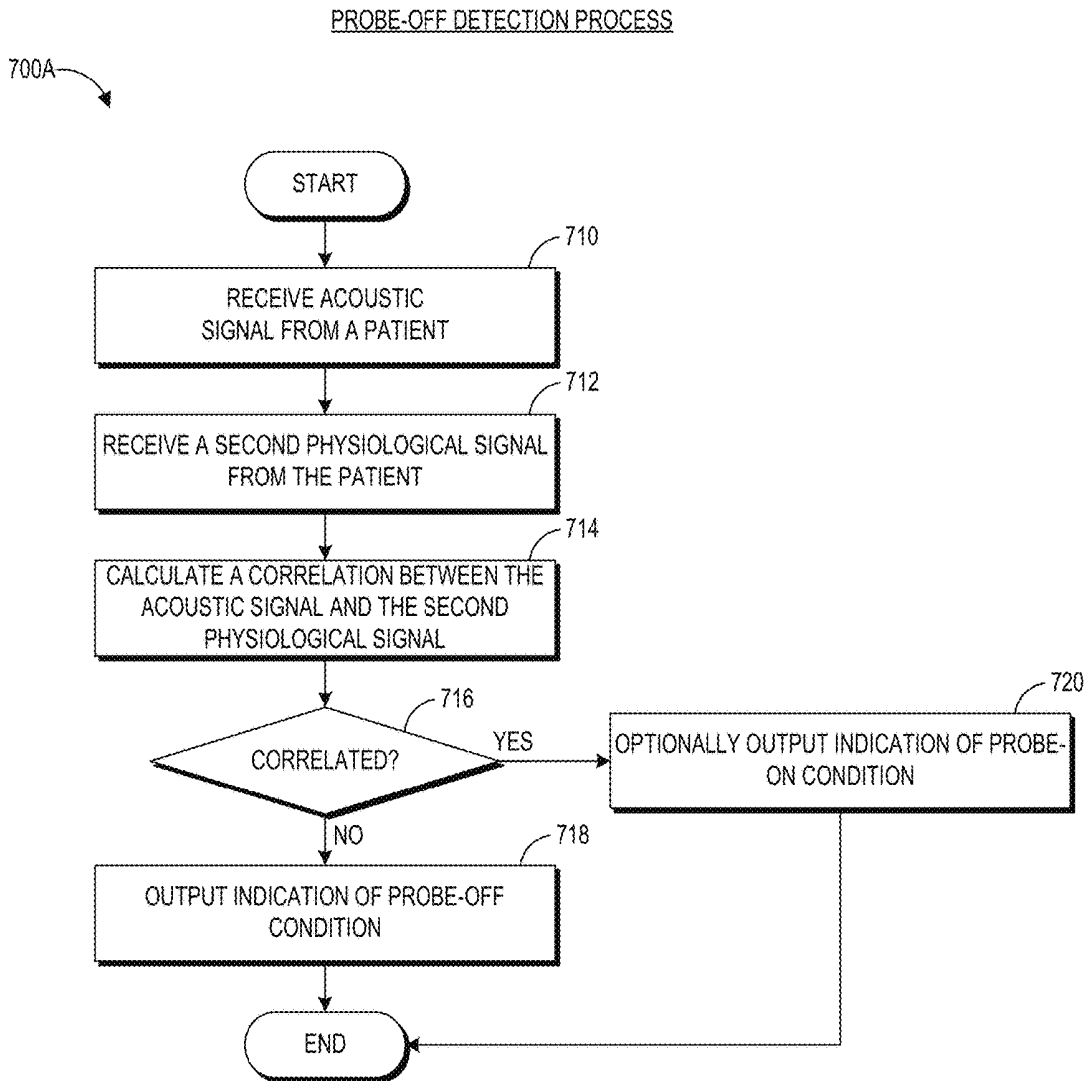 PROBE-OFF DETECTION PROCESS
700A
START
710
RECEIVE ACOUSTIC
SIGNAL FROM A PATIENT
712
RECEIVE A SECOND PHYSIOLOGICAL SIGNAL
FROM THE PATIENT
714
CALCULATE A CORRELATION BETWEEN THE
ACOUSTIC SIGNAL AND THE SECOND
PHYSIOLOGICAL SIGNAL
716
CORRELATED?
YES
720
OPTIONALLY OUTPUT INDICATION OF PROBE-
ON CONDITION
NO
718
OUTPUT INDICATION OF PROBE-OFF
CONDITION
END